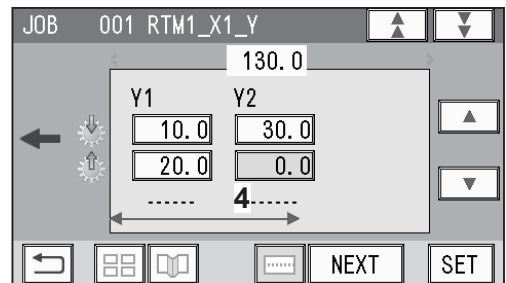 JOB 001 RTM1_X1_Y
130.0
Y1 Y2
10.0 30.0
20.0 0.0
------ 4------
NEXT SET